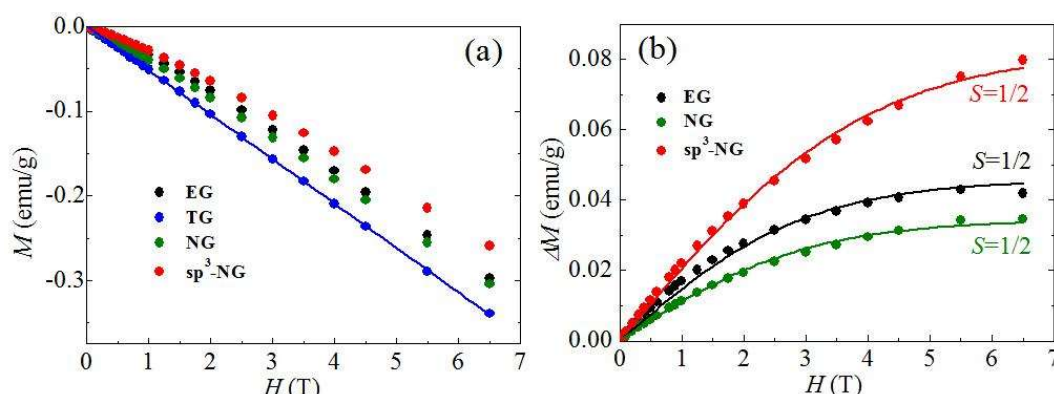 (a)
0.0
-0.1
-0.2
-0.3
M (emu/g)
EG
TG
NG
sp³-NG
0 1 2 3 4 5 6 7
H (T)
(b)
0.08
0.06
0.04
0.02
0.00
ΔM (emu/g)
EG
NG
sp³-NG
S=1/2
S=1/2
S=1/2
0 1 2 3 4 5 6 7
H (T)